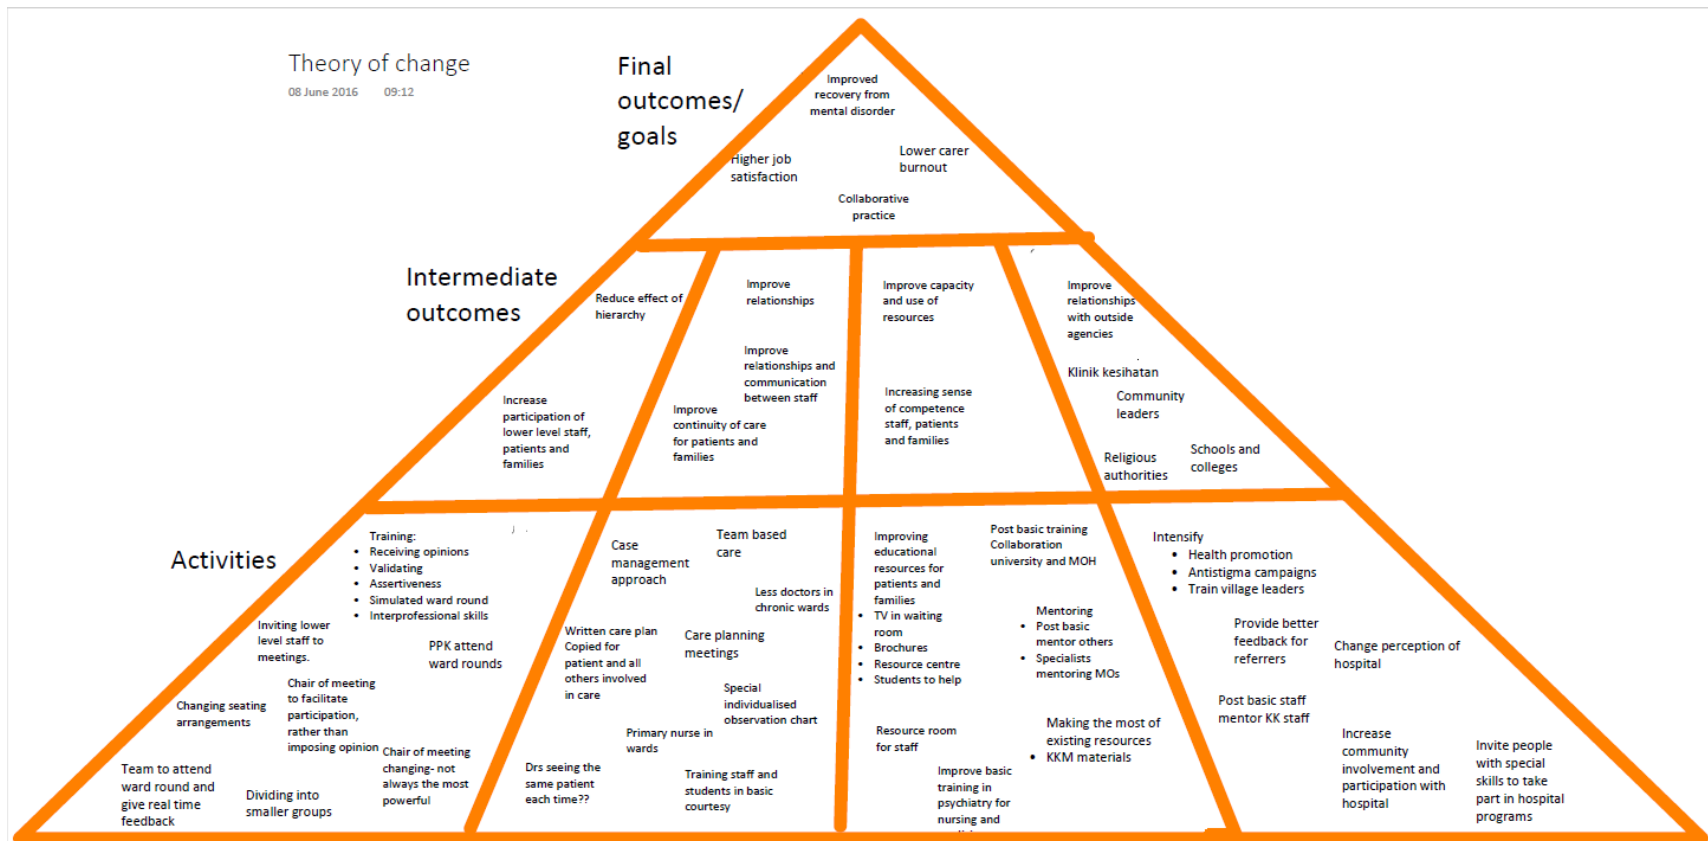 Theory of change
08 June 2016 09:12
Final
outcomes/
goals
Improved
recovery from
mental disorder
Higher job
satisfaction
Lower carer
burnout
Collaborative
practice
Intermediate
outcomes
Reduce effect of
hierarchy
Increase
participation of
lower level staff,
patients and
families
Improve
relationships
Improve
relationships and
communication
between staff
Improve
continuity of care
for patients and
families
Improve capacity
and use of
resources
Increasing sense
of competence
staff, patients
and families
Improve
relationships
with outside
agencies
Klinik kesihatan
Community
leaders
Religious
authorities
Schools and
colleges
Activities
Training:
• Receiving opinions
• Validating
• Assertiveness
• Simulated ward round
• Interprofessional skills
Inviting lower
level staff to
meetings.
PPK attend
ward rounds
Changing seating
arrangements
Chair of meeting
to facilitate
participation,
rather than
imposing opinion
Chair of meeting
changing- not
always the most
powerful
Team to attend
ward round and
give real time
feedback
Dividing into
smaller groups
Case
management
approach
Team based
care
Less doctors in
chronic wards
Written care plan
Copied for
patient and all
others involved
in care
Care planning
meetings
Special
individualised
observation chart
Primary nurse in
wards
Drs seeing the
same patient
each time??
Training staff and
students in basic
courtesy
Improving
educational
resources for
patients and
families
• TV in waiting
room
• Brochures
• Resource centre
• Students to help
Post basic training
Collaboration
university and MOH
Mentoring
• Post basic
mentor others
• Specialists
mentoring MOs
Resource room
for staff
Making the most of
existing resources
• KKM materials
Improve basic
training in
psychiatry for
nursing and
Intensify
• Health promotion
• Antistigma campaigns
• Train village leaders
Provide better
feedback for
referrers
Change perception of
hospital
Post basic staff
mentor KK staff
Increase
community
involvement and
participation with
hospital
Invite people
with special
skills to take
part in hospital
programs